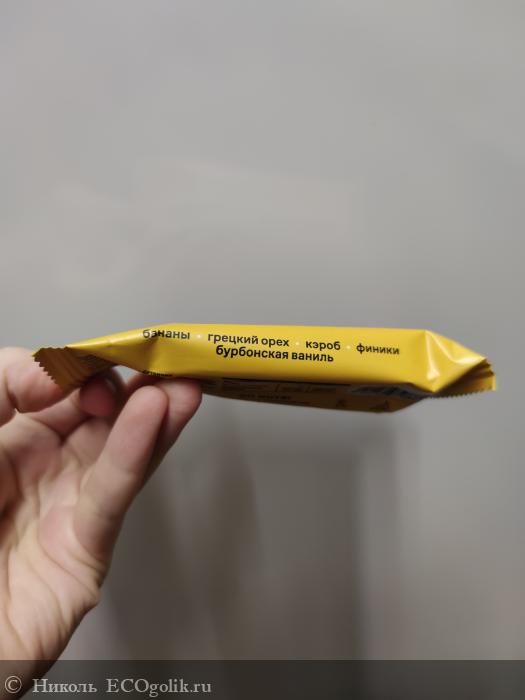 бананы • грецкий орех • кэроб • финики
бурбонская ваниль
© Николь ECOgolik.ru